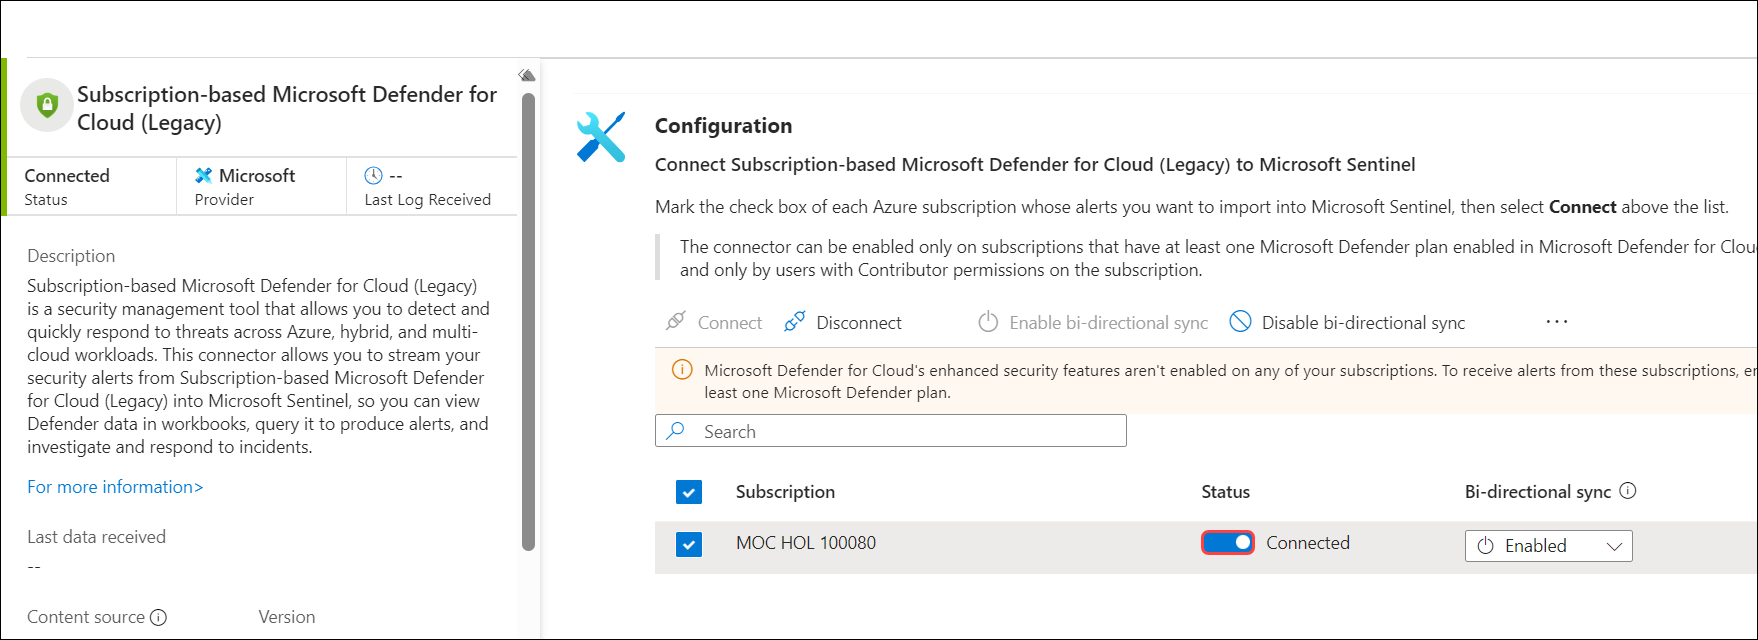 Subscription-based Microsoft Defender for
Cloud (Legacy)
Connected
Status
Microsoft
Provider
--
Last Log Received
Description
Subscription-based Microsoft Defender for Cloud (Legacy)
is a security management tool that allows you to detect and
quickly respond to threats across Azure, hybrid, and multi-
cloud workloads. This connector allows you to stream your
security alerts from Subscription-based Microsoft Defender
for Cloud (Legacy) into Microsoft Sentinel, so you can view
Defender data in workbooks, query it to produce alerts, and
investigate and respond to incidents.
For more information>
Last data received
--
Content source
Version
Configuration
Connect Subscription-based Microsoft Defender for Cloud (Legacy) to Microsoft Sentinel
Mark the check box of each Azure subscription whose alerts you want to import into Microsoft Sentinel, then select Connect above the list.
The connector can be enabled only on subscriptions that have at least one Microsoft Defender plan enabled in Microsoft Defender for Clou
and only by users with Contributor permissions on the subscription.
Connect Disconnect Enable bi-directional sync Disable bi-directional sync ...
Microsoft Defender for Cloud's enhanced security features aren't enabled on any of your subscriptions. To receive alerts from these subscriptions, e
least one Microsoft Defender plan.
Search
Subscription Status Bi-directional sync
MOC HOL 100080 Connected Enabled